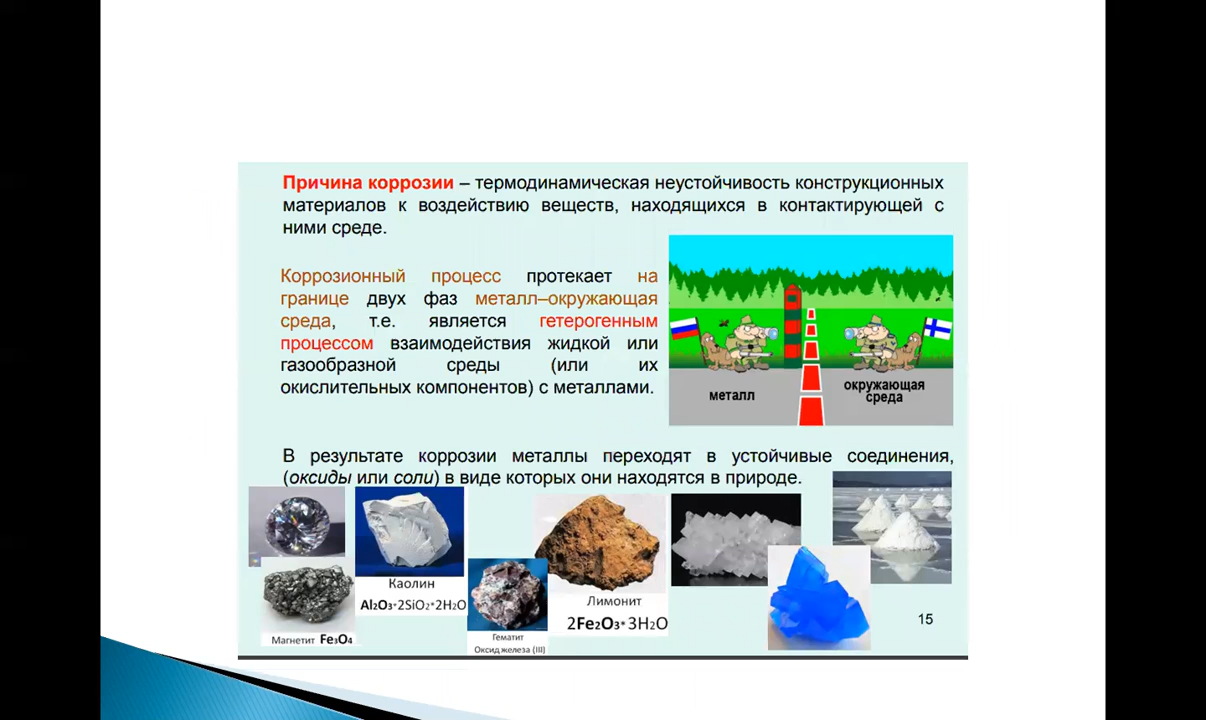 Причина коррозии – термодинамическая неустойчивость конструкционных
материалов к воздействию веществ, находящихся в контактирующей с
ними среде.
Коррозионный процесс протекает на
границе двух фаз металл–окружающая
среда, т.е. является гетерогенным
процессом взаимодействия жидкой или
газообразной среды (или их
окислительных компонентов) с металлами.
металл
окружающая
среда
В результате коррозии металлы переходят в устойчивые соединения,
(оксиды или соли) в виде которых они находятся в природе.
Каолин
Al₂O₃*2SiO₂*2H₂O
Магнетит Fe₃O₄
Гематит
Оксид железа (III)
Лимонит
2Fe₂O₃*3H₂O
15